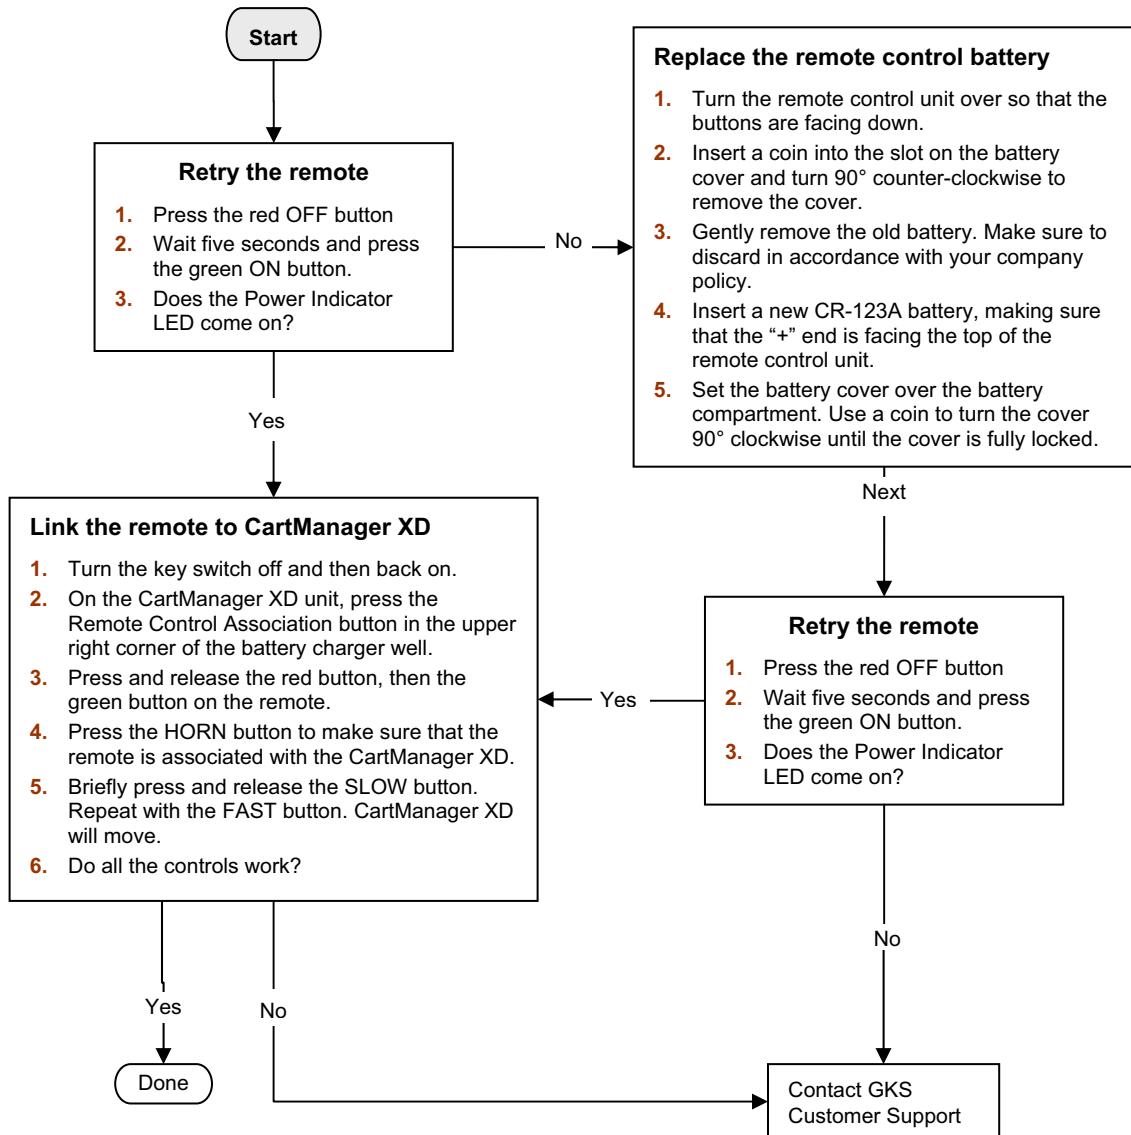 Start
Retry the remote
1. Press the red OFF button
2. Wait five seconds and press
the green ON button.
3. Does the Power Indicator
LED come on?
No
Replace the remote control battery
1. Turn the remote control unit over so that the
buttons are facing down.
2. Insert a coin into the slot on the battery
cover and turn 90° counter-clockwise to
remove the cover.
3. Gently remove the old battery. Make sure to
discard in accordance with your company
policy.
4. Insert a new CR-123A battery, making sure
that the “+” end is facing the top of the
remote control unit.
5. Set the battery cover over the battery
compartment. Use a coin to turn the cover
90° clockwise until the cover is fully locked.
Yes
Next
Link the remote to CartManager XD
1. Turn the key switch off and then back on.
2. On the CartManager XD unit, press the
Remote Control Association button in the upper
right corner of the battery charger well.
3. Press and release the red button, then the
green button on the remote.
4. Press the HORN button to make sure that the
remote is associated with the CartManager XD.
5. Briefly press and release the SLOW button.
Repeat with the FAST button. CartManager XD
will move.
6. Do all the controls work?
Yes
Retry the remote
1. Press the red OFF button
2. Wait five seconds and press
the green ON button.
3. Does the Power Indicator
LED come on?
No
Yes
No
Done
Contact GKS
Customer Support